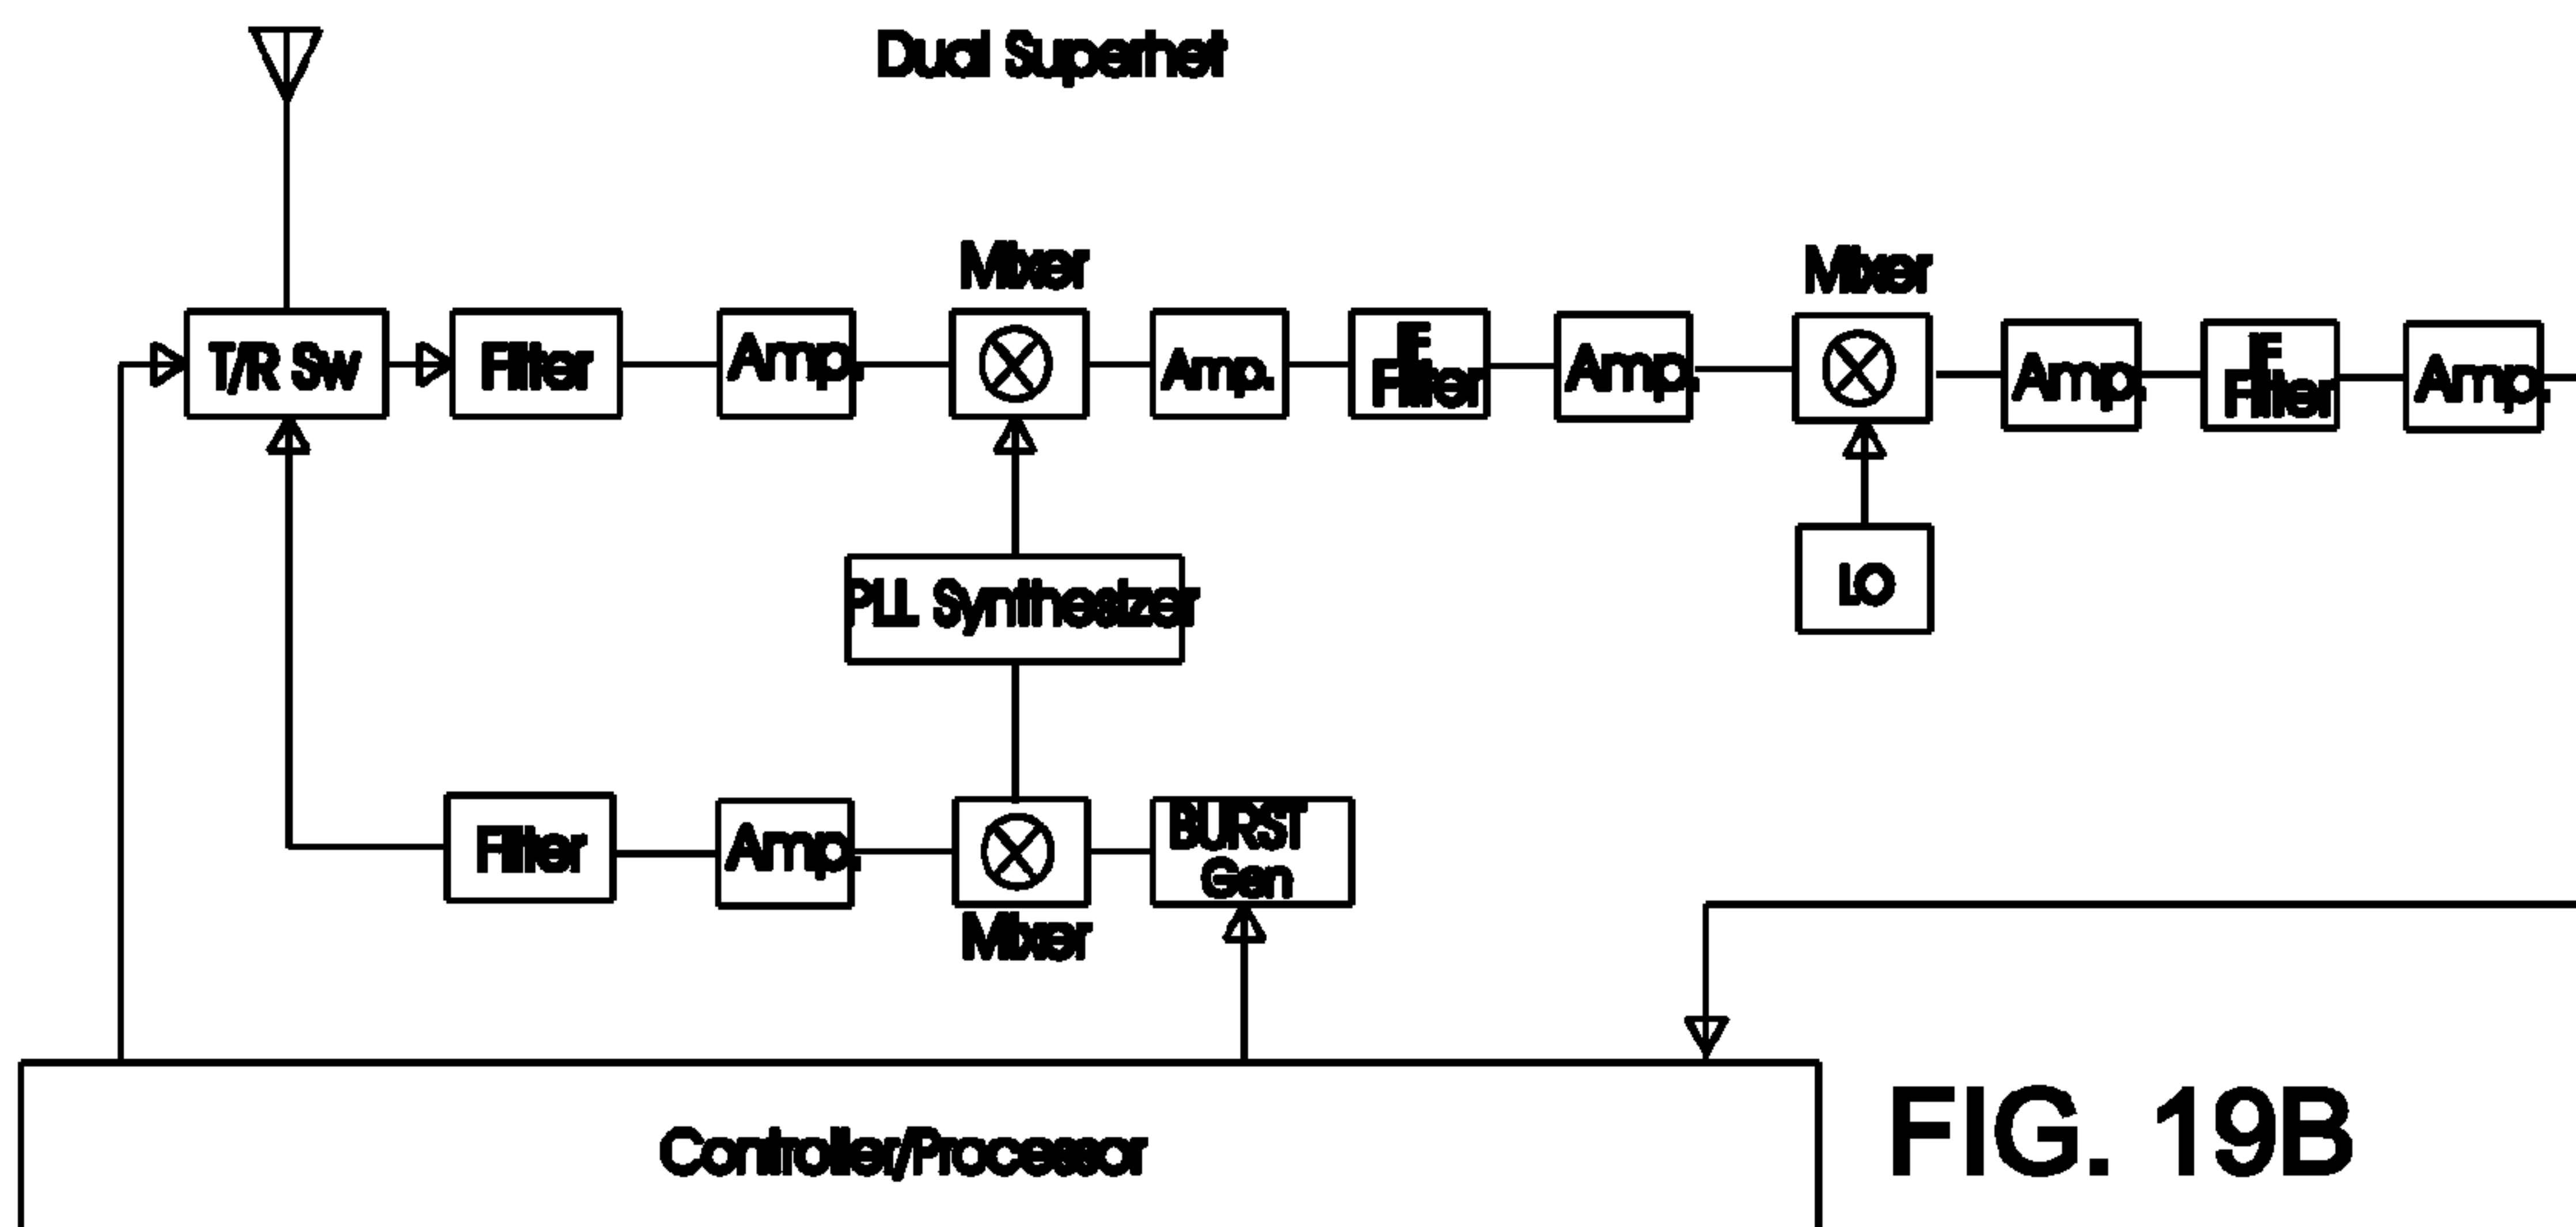 Dual Superhet
Mixer
Mixer
T/R Sw
Filter
Amp.
Amp.
IF
Filter
Amp.
Amp.
IF
Filter
Amp.
PLL Synthesizer
LO
Filter
Amp.
BURST
Gen
Mixer
Controller/Processor
FIG. 19B